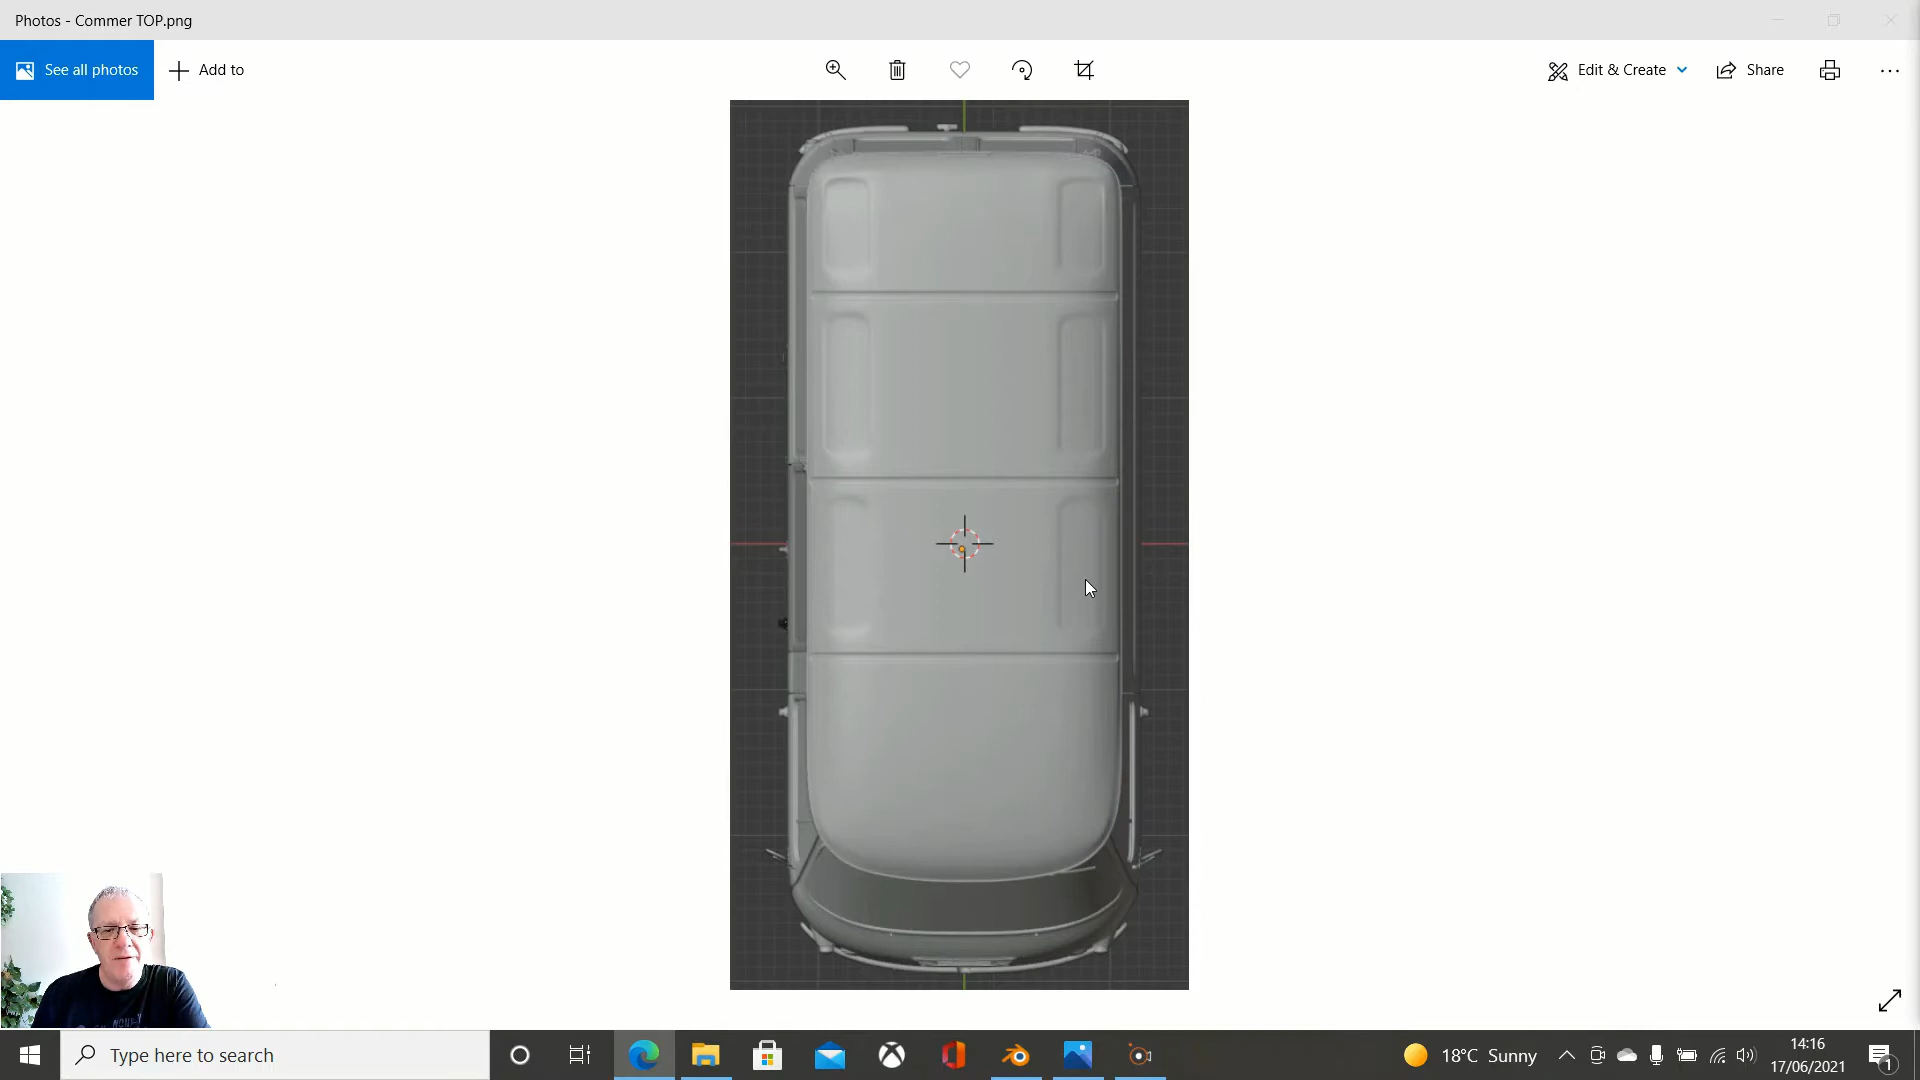 Photos - Commer TOP.png
See all photos
Add to
Edit & Create
Share
Type here to search
18°C Sunny
14:16
17/06/2021
1